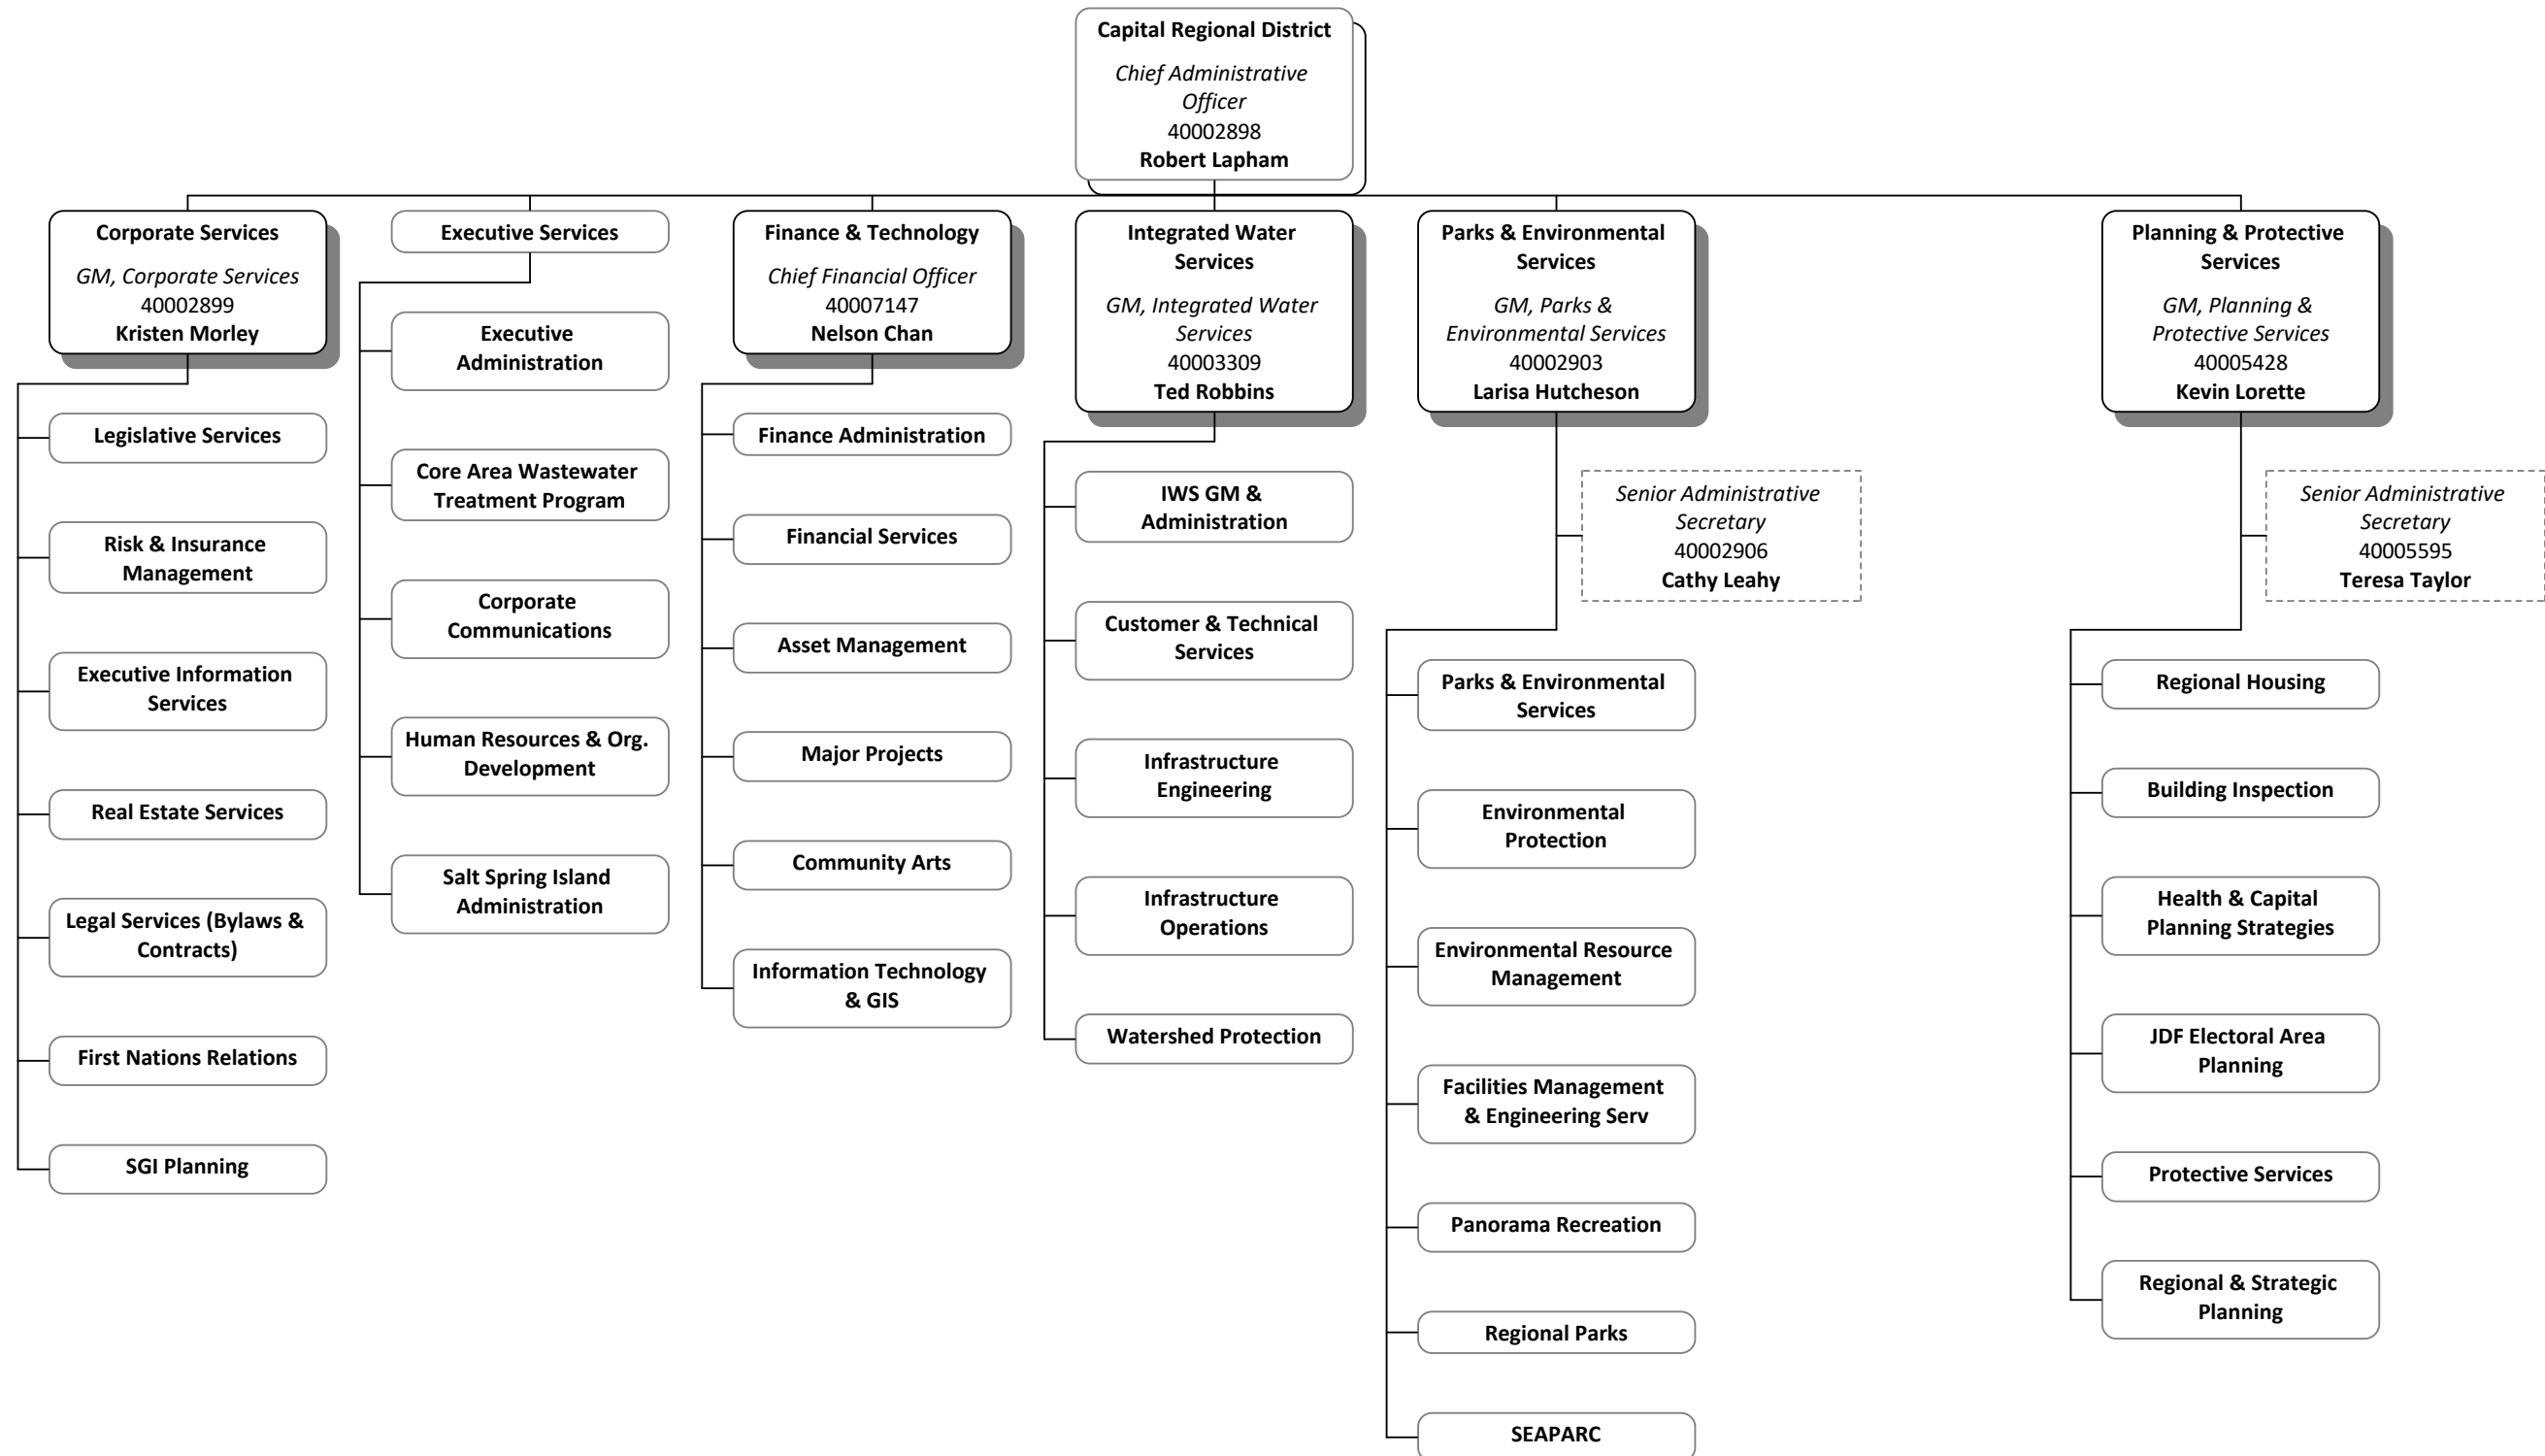 Capital Regional District
Chief Administrative
Officer
40002898
Robert Lapham
Corporate Services
GM, Corporate Services
40002899
Kristen Morley
Legislative Services
Risk & Insurance
Management
Executive Information
Services
Real Estate Services
Legal Services (Bylaws &
Contracts)
First Nations Relations
SGI Planning
Executive Services
Executive
Administration
Core Area Wastewater
Treatment Program
Corporate
Communications
Human Resources & Org.
Development
Salt Spring Island
Administration
Finance & Technology
Chief Financial Officer
40007147
Nelson Chan
Finance Administration
Financial Services
Asset Management
Major Projects
Community Arts
Information Technology
& GIS
Integrated Water
Services
GM, Integrated Water
Services
40003309
Ted Robbins
IWS GM &
Administration
Customer & Technical
Services
Infrastructure
Engineering
Infrastructure
Operations
Watershed Protection
Parks & Environmental
Services
GM, Parks &
Environmental Services
40002903
Larisa Hutcheson
Senior Administrative
Secretary
40002906
Cathy Leahy
Parks & Environmental
Services
Environmental
Protection
Environmental Resource
Management
Facilities Management
& Engineering Serv
Panorama Recreation
Regional Parks
SEAPARC
Planning & Protective
Services
GM, Planning &
Protective Services
40005428
Kevin Lorette
Senior Administrative
Secretary
40005595
Teresa Taylor
Regional Housing
Building Inspection
Health & Capital
Planning Strategies
JDF Electoral Area
Planning
Protective Services
Regional & Strategic
Planning